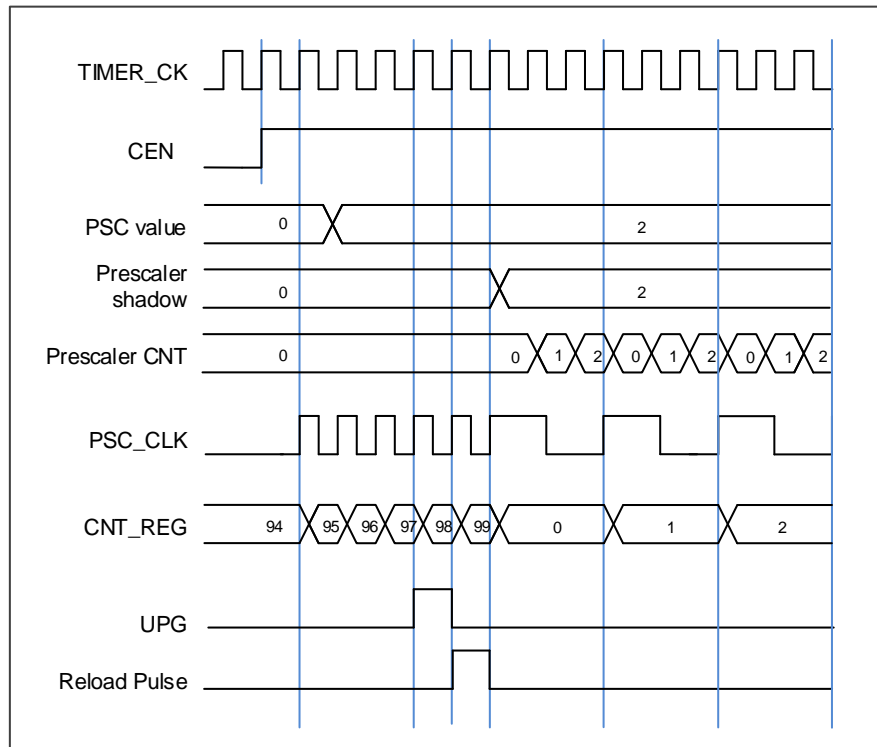 TIMER_CK
CEN
PSC value 0 2
Prescaler
shadow 0 2
Prescaler CNT 0 0 1 2 0 1 2 0 1 2
PSC_CLK
CNT_REG 94 95 96 97 98 99 0 1 2
UPG
Reload Pulse